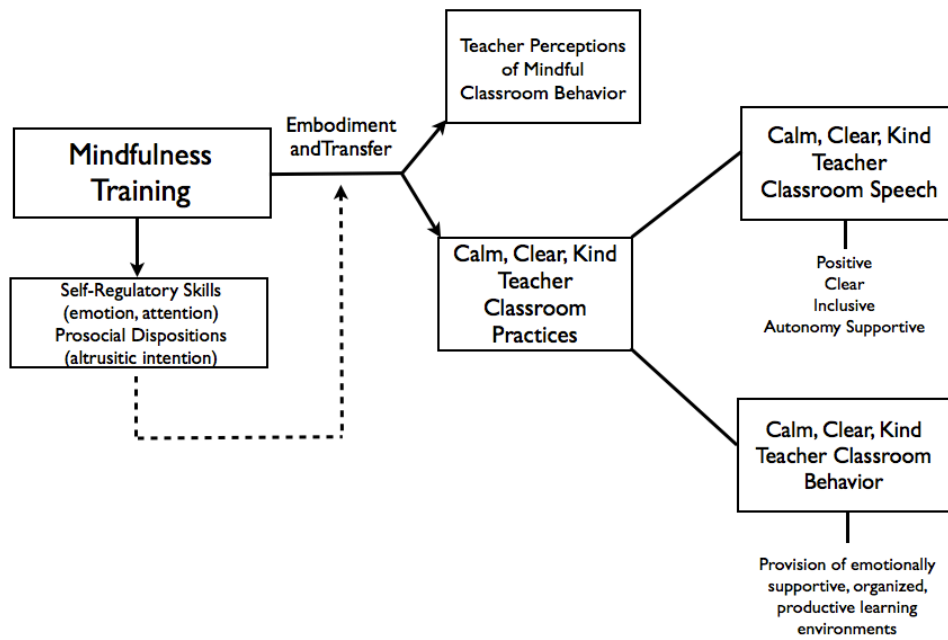 Teacher Perceptions
of Mindful
Classroom Behavior
Embodiment
andTransfer
Mindfulness
Training
Calm, Clear, Kind
Teacher
Classroom Speech
Positive
Clear
Inclusive
Autonomy Supportive
Self-Regulatory Skills
(emotion, attention)
Prosocial Dispositions
(altrusitic intention)
Calm, Clear, Kind
Teacher
Classroom
Practices
Calm, Clear, Kind
Teacher Classroom
Behavior
Provision of emotionally
supportive, organized,
productive learning
environments